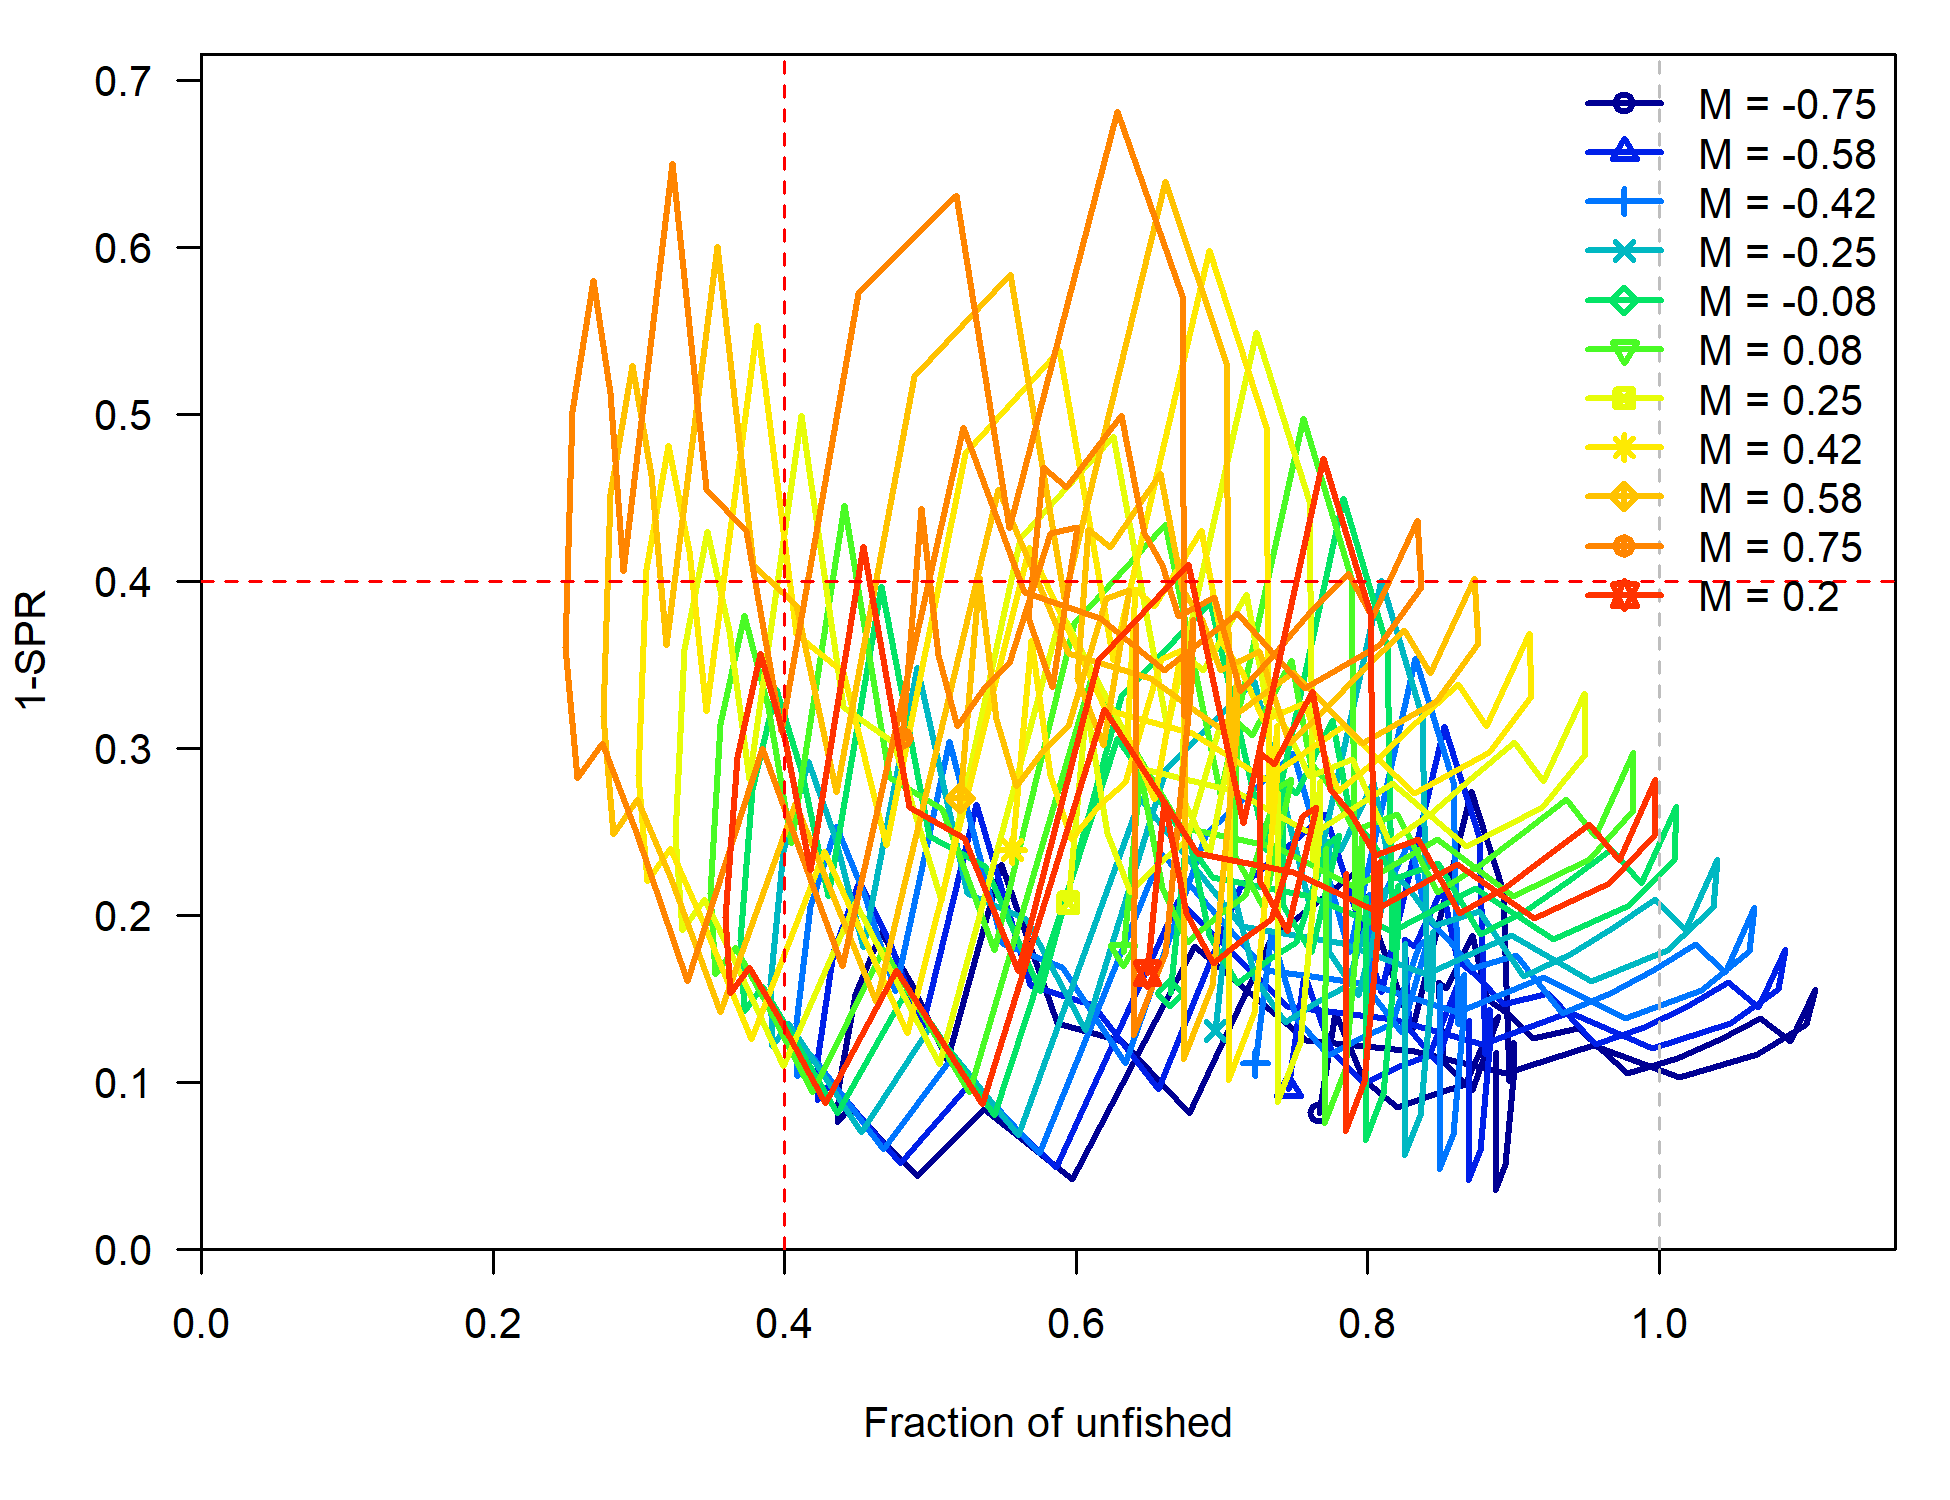 0.7
0.6
0.5
0.4
0.3
0.2
0.1
0.0
1-SPR
M = -0.75
M = -0.58
M = -0.42
M = -0.25
M = -0.08
M = 0.08
M = 0.25
M = 0.42
M = 0.58
M = 0.75
M = 0.2
0.0 0.2 0.4 0.6 0.8 1.0
Fraction of unfished